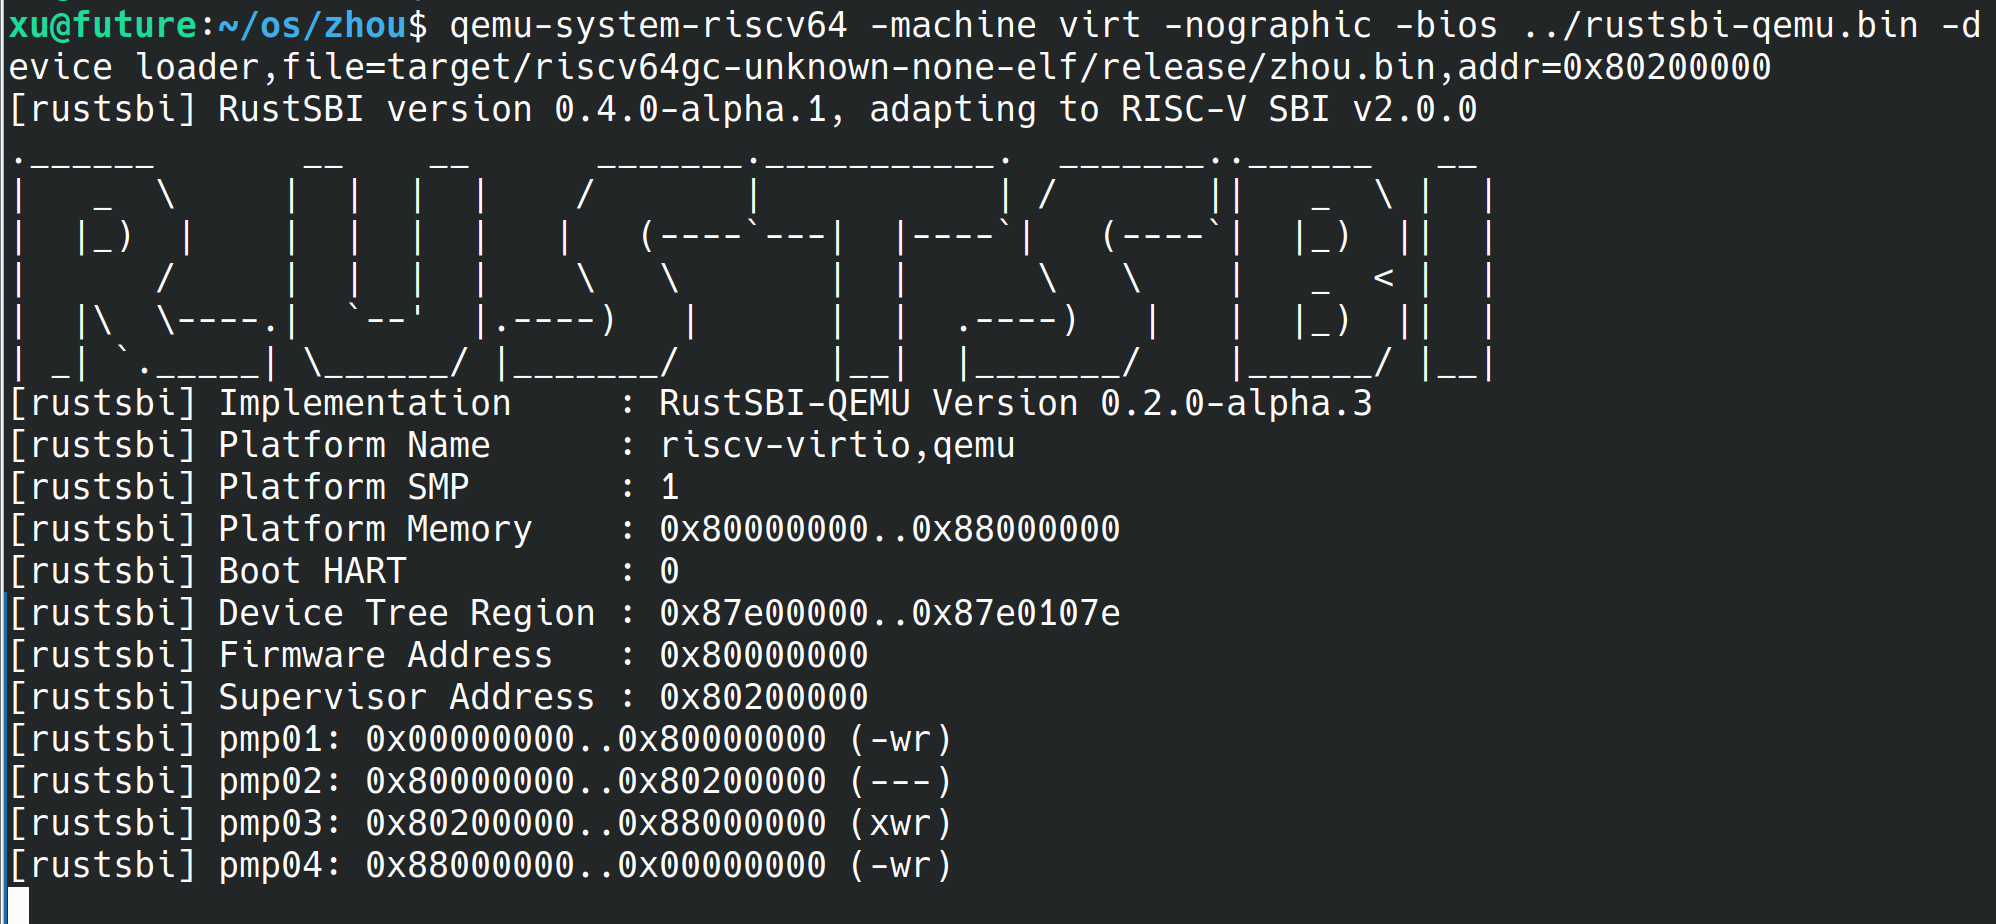 xu@future:~/os/zhou$ qemu-system-riscv64 -machine virt -nographic -bios ../rustsbi-qemu.bin -d
evice loader,file=target/riscv64gc-unknown-none-elf/release/zhou.bin,addr=0x80200000
[rustsbi] RustSBI version 0.4.0-alpha.1, adapting to RISC-V SBI v2.0.0
.______       __    __      _______.___________.  _______..______   __
|   _  \     |  |  |  |    /       |           | /       ||   _  \ |  |
|  |_)  |    |  |  |  |   |   (----`---|  |----`|   (----`|  |_)  ||  |
|      /     |  |  |  |    \   \       |  |      \   \    |   _  < |  |
|  |\  \----.|  `--'  |.----)   |      |  |  .----)   |   |  |_)  ||  |
| _| `._____| \______/ |_______/       |__|  |_______/    |______/ |__|
[rustsbi] Implementation     : RustSBI-QEMU Version 0.2.0-alpha.3
[rustsbi] Platform Name      : riscv-virtio,qemu
[rustsbi] Platform SMP       : 1
[rustsbi] Platform Memory    : 0x80000000..0x88000000
[rustsbi] Boot HART          : 0
[rustsbi] Device Tree Region : 0x87e00000..0x87e0107e
[rustsbi] Firmware Address   : 0x80000000
[rustsbi] Supervisor Address : 0x80200000
[rustsbi] pmp01: 0x00000000..0x80000000 (-wr)
[rustsbi] pmp02: 0x80000000..0x80200000 (---)
[rustsbi] pmp03: 0x80200000..0x88000000 (xwr)
[rustsbi] pmp04: 0x88000000..0x00000000 (-wr)